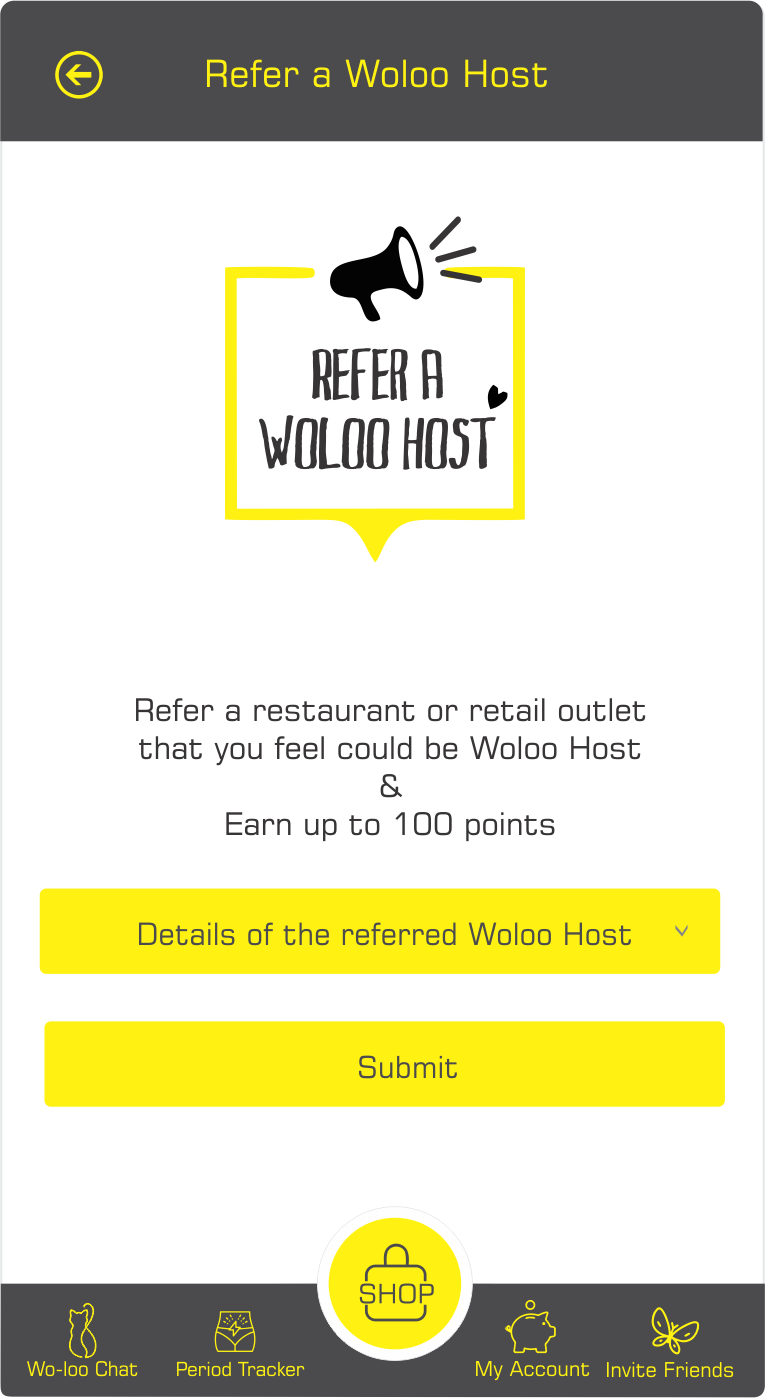 Refer a Woloo Host
REFER A
WOLOO HOST
Refer a restaurant or retail outlet
that you feel could be Woloo Host
&
Earn up to 100 points
Details of the referred Woloo Host
Submit
SHOP
Wo-loo Chat
Period Tracker
My Account
Invite Friends